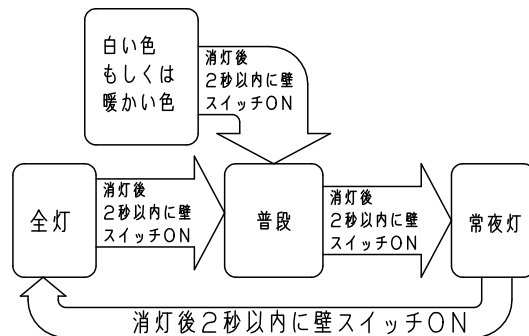 白い色
もしくは
暖かい色
消灯後
2秒以内に壁
スイッチON
全灯
消灯後
2秒以内に壁
スイッチON
普段
消灯後
2秒以内に壁
スイッチON
常夜灯
消灯後2秒以内に壁スイッチON